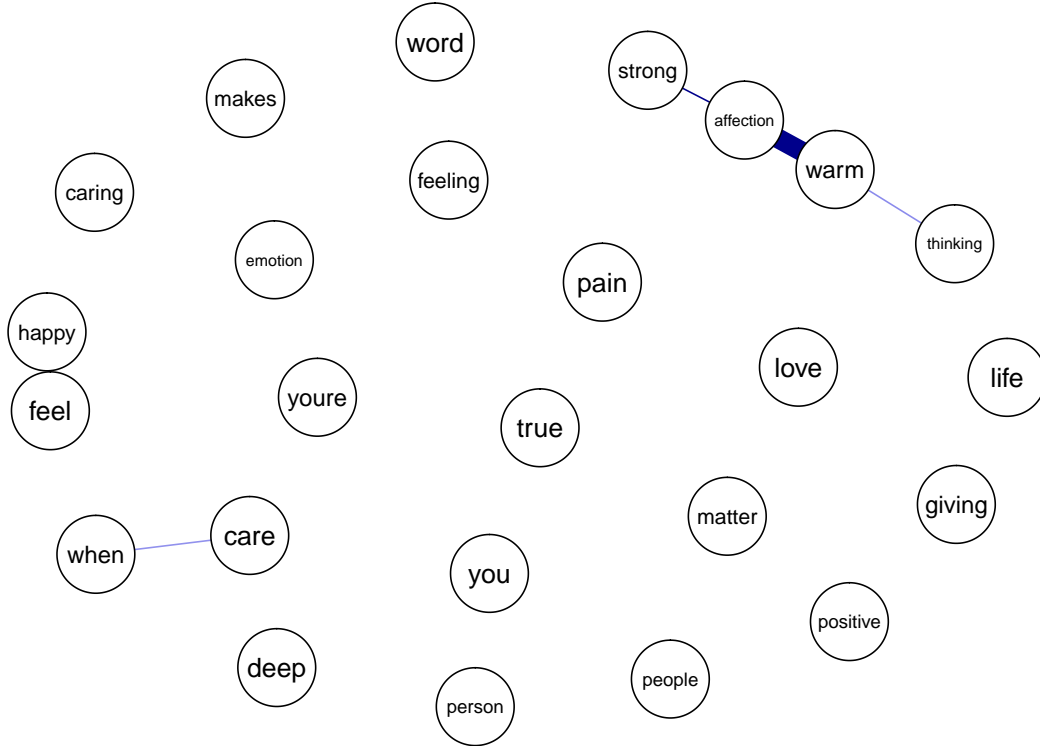 word
strong
makes
affection
warm
feeling
caring
thinking
emotion
pain
happy
love
life
youre
feel
true
giving
matter
care
when
you
positive
deep
people
person